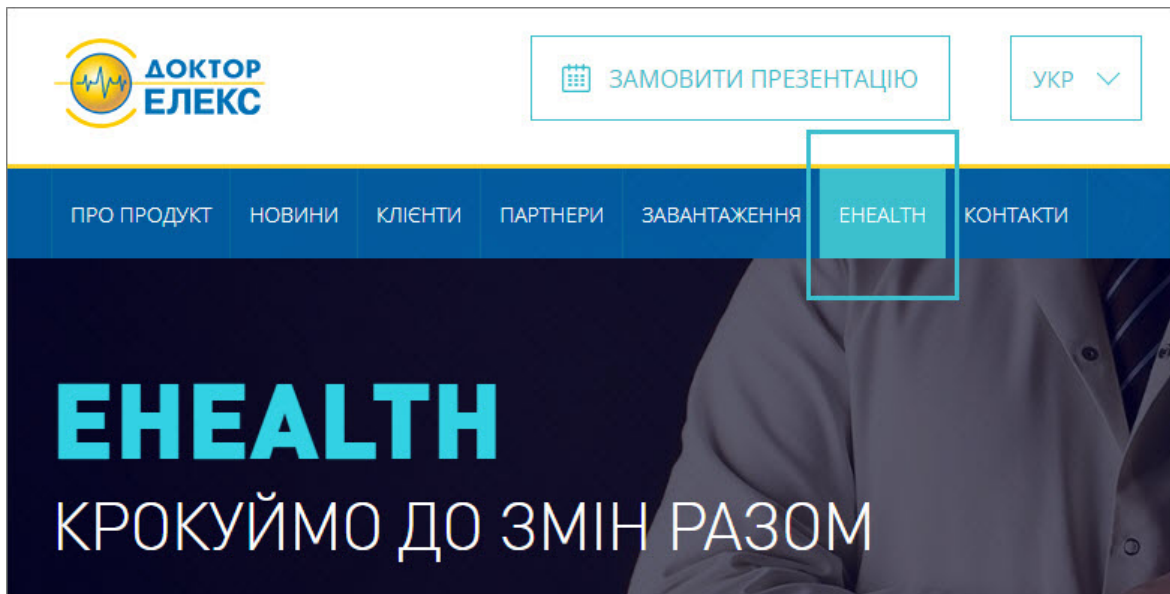 ДОКТОР
ЕЛЕКС
ЗАМОВИТИ ПРЕЗЕНТАЦІЮ
УКР
ПРО ПРОДУКТ НОВИНИ КЛІЄНТИ ПАРТНЕРИ ЗАВАНТАЖЕННЯ EHEALTH КОНТАКТИ
EHEALTH
КРОКУЙМО ДО ЗМІН РАЗОМ